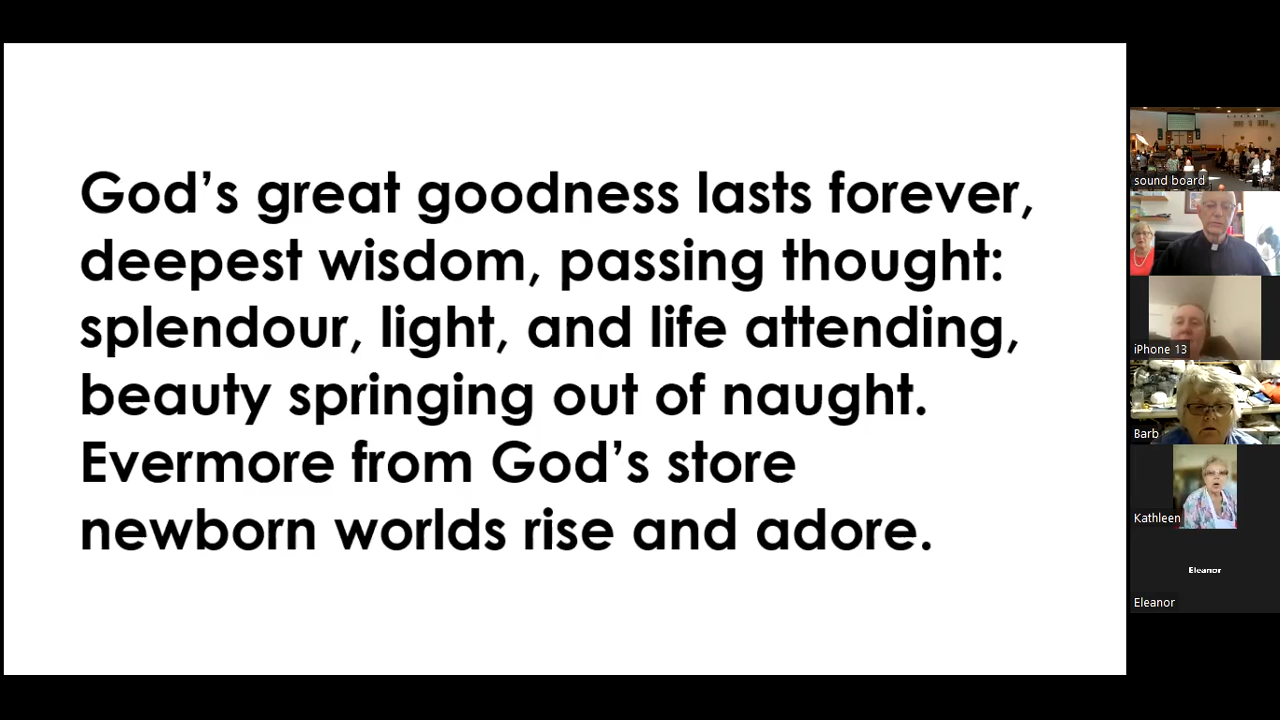 God’s great goodness lasts forever,
deepest wisdom, passing thought:
splendour, light, and life attending,
beauty springing out of naught.
Evermore from God’s store
newborn worlds rise and adore.
sound board
iPhone 13
Barb
Kathleen
Eleanor
Eleanor